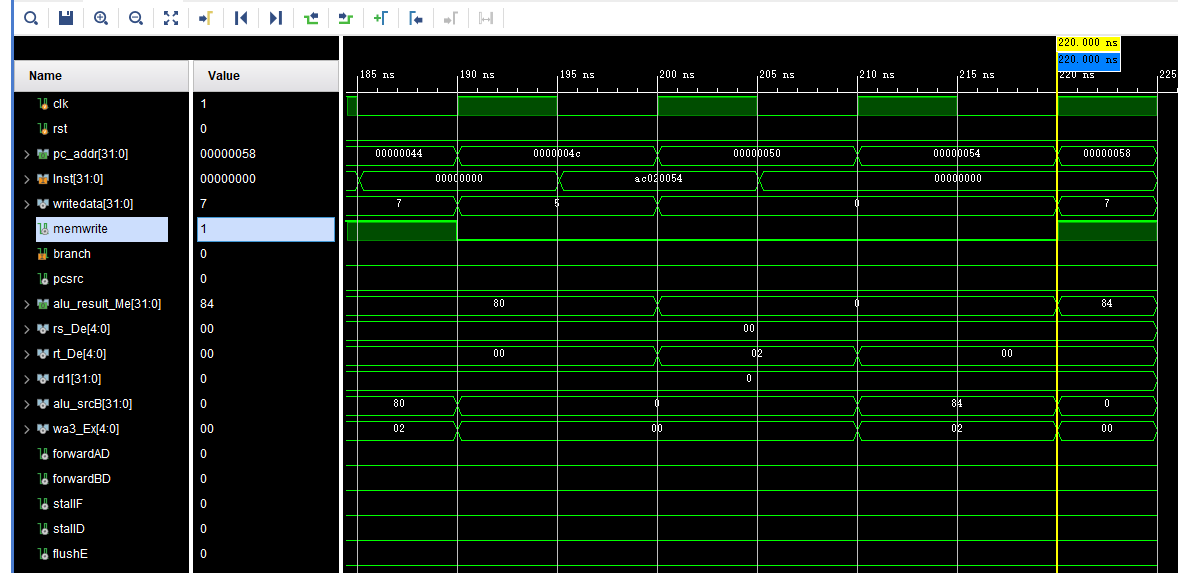 220.000 ns
220.000 ns
Name Value 185 ns 190 ns 195 ns 200 ns 205 ns 210 ns 215 ns 220 ns 225
clk 1
rst 0
pc_addr[31:0] 00000058 00000044 0000004c 00000050 00000054 00000058
Inst[31:0] 00000000 00000000 ac020054 00000000
writedata[31:0] 7 7 5 0 7
memwrite 1
branch 0
pcsrc 0
alu_result_Me[31:0] 84 80 0 84
rs_De[4:0] 00 00
rt_De[4:0] 00 00 02 00
rd1[31:0] 0 0
alu_srcB[31:0] 0 80 0 84 0
wa3_Ex[4:0] 00 02 00 02 00
forwardAD 0
forwardBD 0
stallF 0
stallD 0
flushE 0